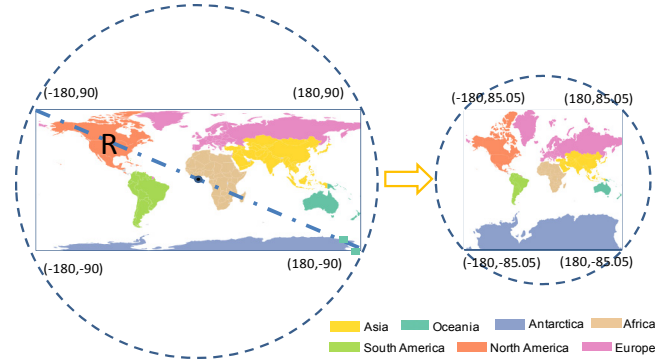 (-180,90) (180,90)
R
(-180,-90) (180,-90)
(-180,85.05) (180,85.05)
(-180,-85.05) (180,-85.05)
Asia Oceania Antarctica Africa
South America North America Europe